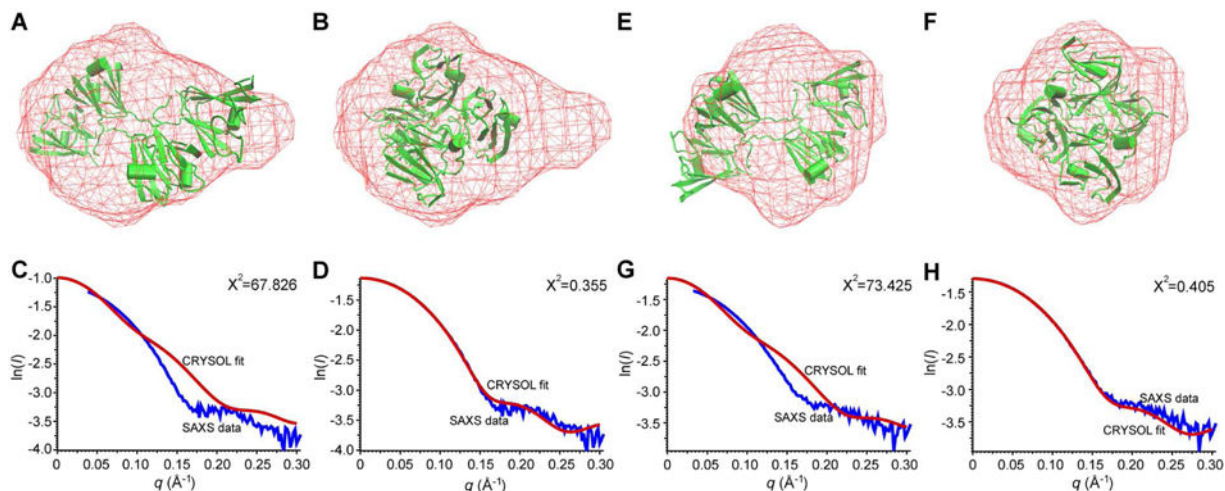 A
B
E
F
C
-1.0
-1.5
-2.0
-2.5
-3.0
-3.5
-4.0
ln(I)
X²=67.826
CRYSOL fit
SAXS data
0
0.05
0.10
0.15
0.20
0.25
0.30
q (Å⁻¹)
D
-1.5
-2.0
-2.5
-3.0
-3.5
-4.0
ln(I)
X²=0.355
CRYSOL fit
SAXS data
0
0.05
0.10
0.15
0.20
0.25
0.30
q (Å⁻¹)
G
-1.5
-2.0
-2.5
-3.0
-3.5
ln(I)
X²=73.425
CRYSOL fit
SAXS data
0
0.05
0.10
0.15
0.20
0.25
0.30
q (Å⁻¹)
H
-1.5
-2.0
-2.5
-3.0
-3.5
ln(I)
X²=0.405
SAXS data
CRYSOL fit
0
0.05
0.10
0.15
0.20
0.25
0.30
q (Å⁻¹)